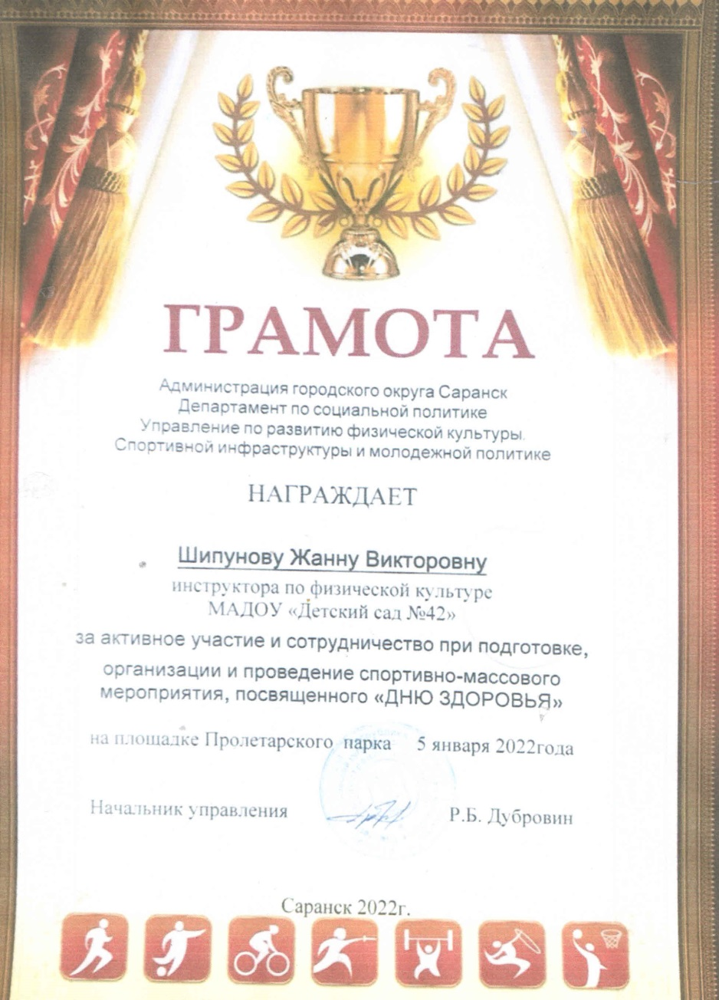 ГРАМОТА
Администрация городского округа Саранск
Департамент по социальной политике
Управление по развитию физической культуры.
Спортивной инфраструктуры и молодежной политике
НАГРАЖДАЕТ
Шипунову Жанну Викторовну
инструктора по физической культуре
МАДОУ «Детский сад №42»
за активное участие и сотрудничество при подготовке,
организации и проведение спортивно-массового
мероприятия, посвященного «ДНЮ ЗДОРОВЬЯ»
на площадке Пролетарского парка 5 января 2022года
Начальник управления Р.Б. Дубровин
Саранск 2022г.